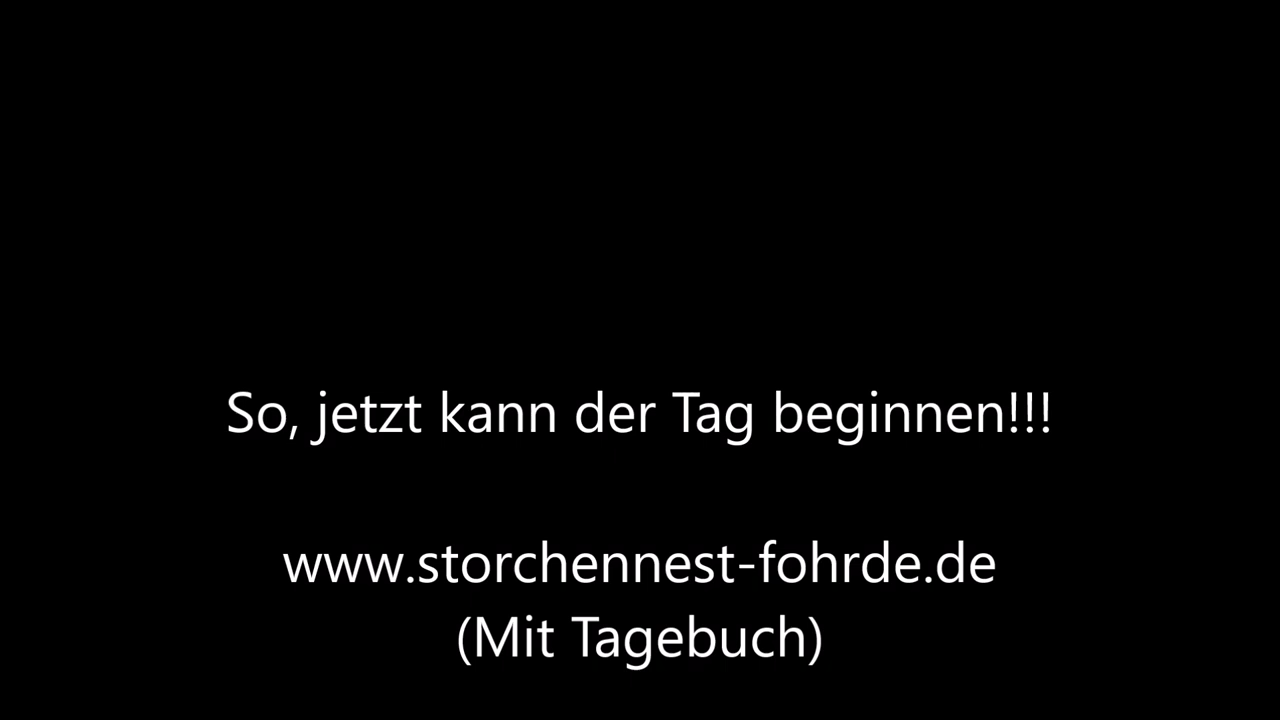 So, jetzt kann der Tag beginnen!!!
www.storchennest-fohrde.de
(Mit Tagebuch)